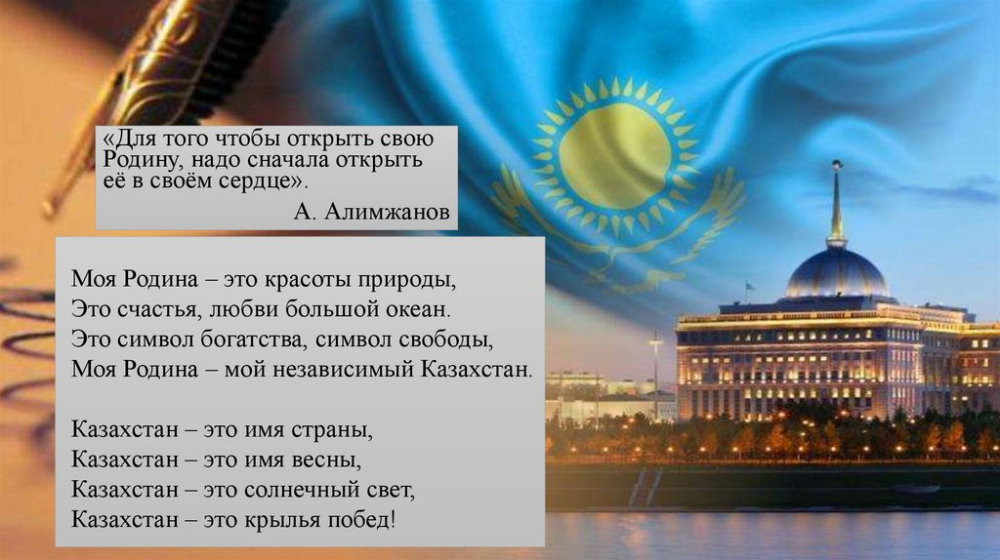 «Для того чтобы открыть свою
Родину, надо сначала открыть
её в своём сердце».
А. Алимжанов
Моя Родина – это красоты природы,
Это счастья, любви большой океан.
Это символ богатства, символ свободы,
Моя Родина – мой независимый Казахстан.
Казахстан – это имя страны,
Казахстан – это имя весны,
Казахстан – это солнечный свет,
Казахстан – это крылья побед!